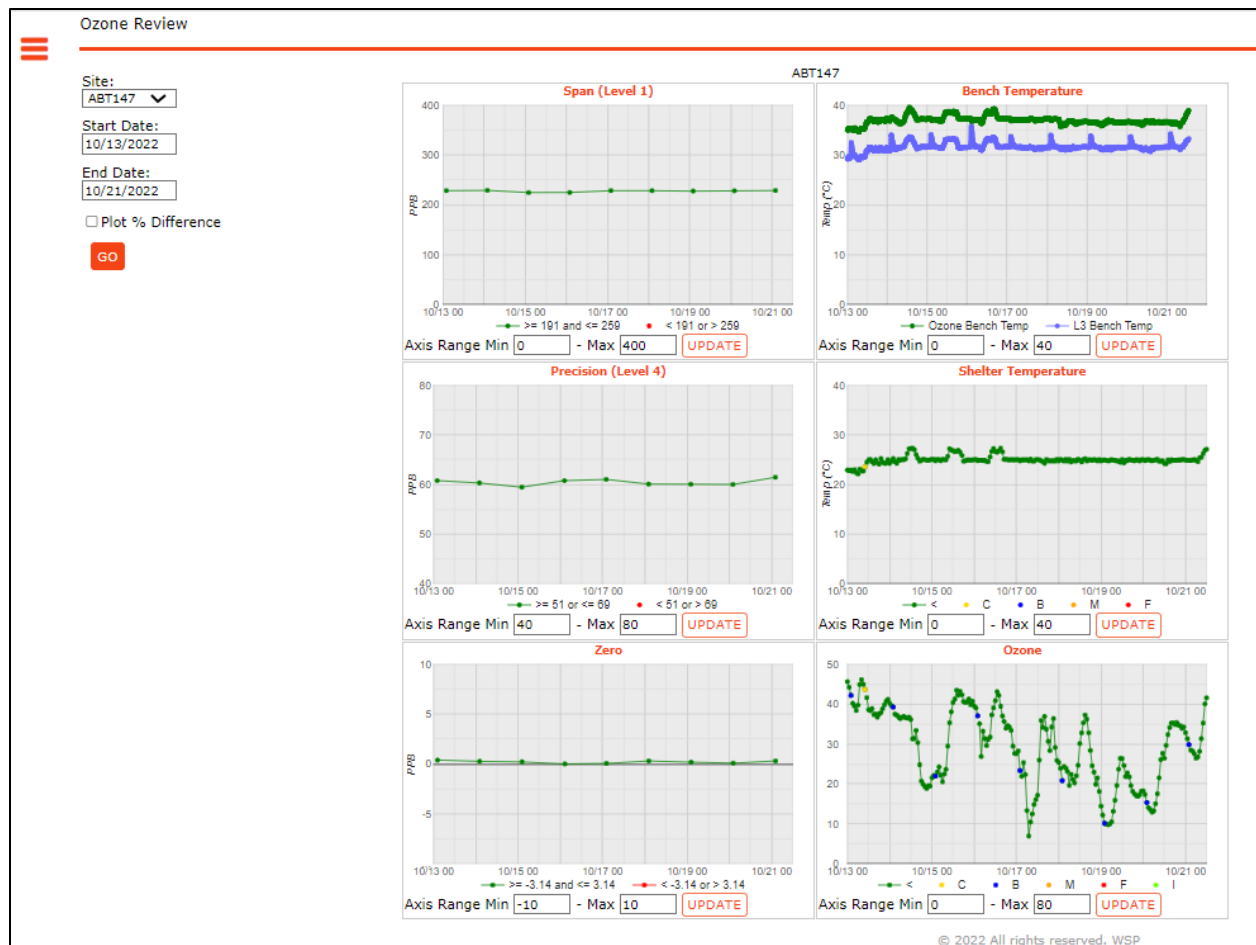 Ozone Review
Site:
ABT147
Start Date:
10/13/2022
End Date:
10/21/2022
Plot % Difference
GO
ABT147
Span (Level 1)
400
300
200
100
0
PPB
10/13 00 10/15 00 10/17 00 10/19 00 10/21 00
>= 191 and <= 259 < 191 or > 259
Axis Range Min 0 - Max 400 UPDATE
Bench Temperature
40
30
20
10
0
Temp (°C)
10/13 00 10/15 00 10/17 00 10/19 00 10/21 00
Ozone Bench Temp L3 Bench Temp
Axis Range Min 0 - Max 40 UPDATE
Precision (Level 4)
80
70
60
50
40
PPB
10/13 00 10/15 00 10/17 00 10/19 00 10/21 00
>= 51 or <= 69 < 51 or > 69
Axis Range Min 40 - Max 80 UPDATE
Shelter Temperature
40
30
20
10
0
Temp (°C)
10/13 00 10/15 00 10/17 00 10/19 00 10/21 00
< C B M F
Axis Range Min 0 - Max 40 UPDATE
Zero
10
5
0
-5
PPB
10/13 00 10/15 00 10/17 00 10/19 00 10/21 00
>= -3.14 and <= 3.14 < -3.14 or > 3.14
Axis Range Min -10 - Max 10 UPDATE
Ozone
50
40
30
20
10
0
10/13 00 10/15 00 10/17 00 10/19 00 10/21 00
< C B M F I
Axis Range Min 0 - Max 80 UPDATE
© 2022 All rights reserved. WSP